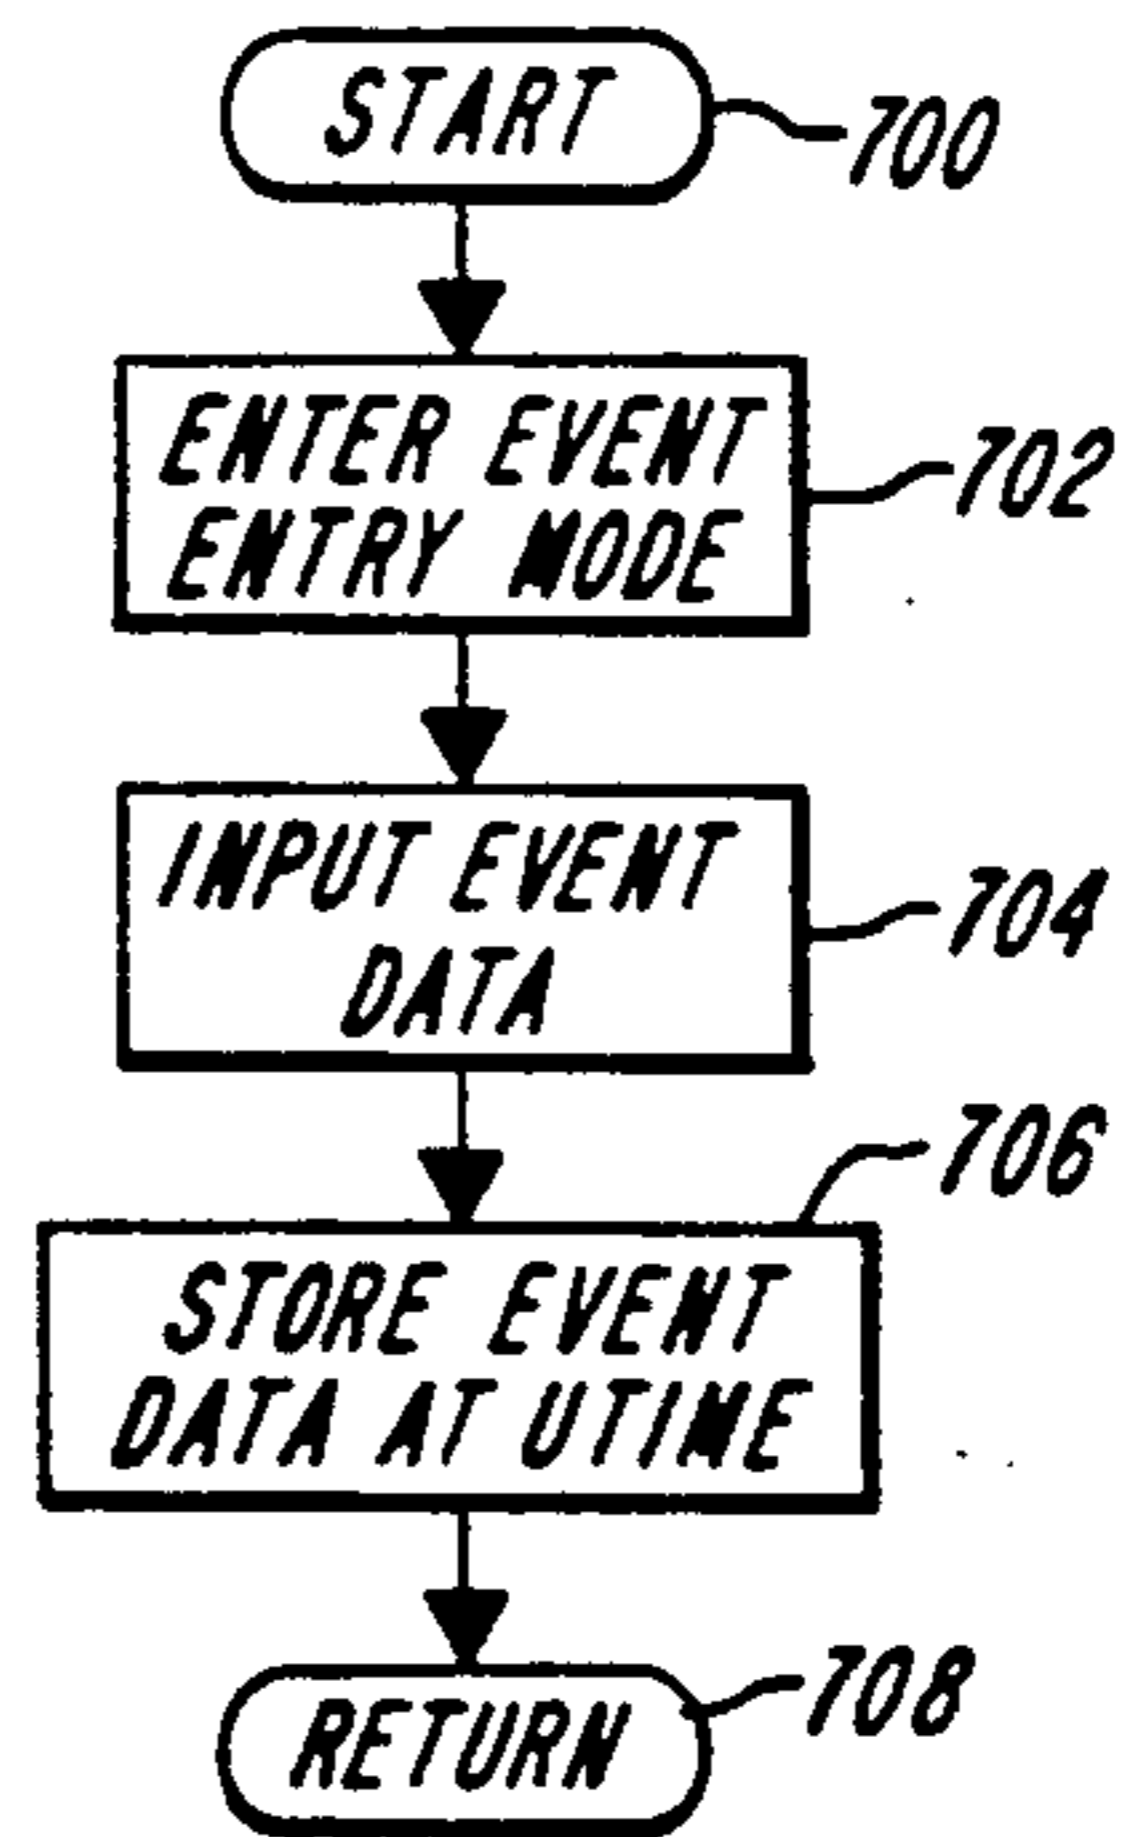 START
700
ENTER EVENT
ENTRY MODE
702
INPUT EVENT
DATA
704
706
STORE EVENT
DATA AT UTIME
RETURN
708